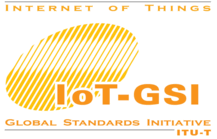 INTERNET OF THINGS
IoT-GSI
GLOBAL STANDARDS INITIATIVE
ITU-T